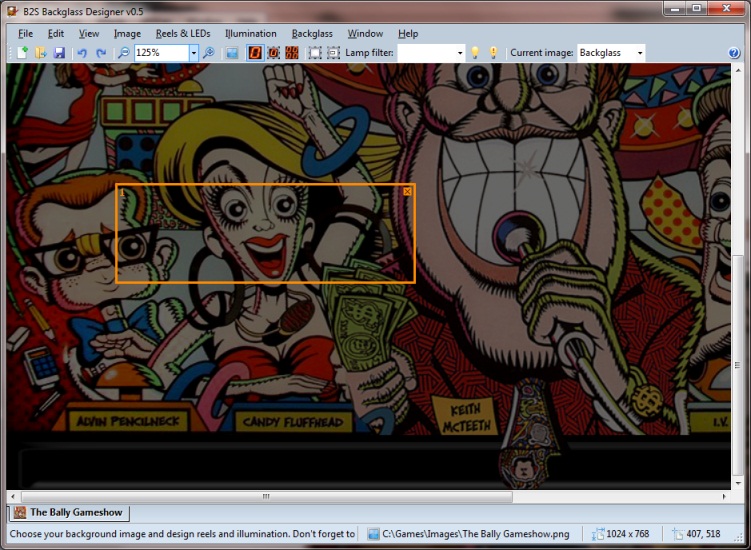 B2S Backglass Designer v0.5
File Edit View Image Reels & LEDs Illumination Backglass Window Help
125% Lamp filter: Current image: Backglass
1
ALVIN PENCILNECK CANDY FLUFFHEAD KEITH MCTEETH I.V.
The Bally Gameshow
Choose your background image and design reels and illumination. Don't forget to C:\Games\Images\The Bally Gameshow.png 1024 x 768 407, 518